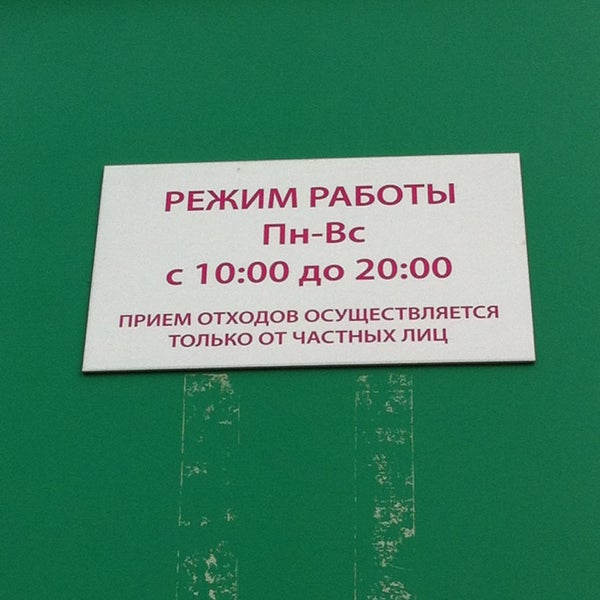 РЕЖИМ РАБОТЫ
Пн-Вс
с 10:00 до 20:00
ПРИЕМ ОТХОДОВ ОСУЩЕСТВЛЯЕТСЯ
ТОЛЬКО ОТ ЧАСТНЫХ ЛИЦ